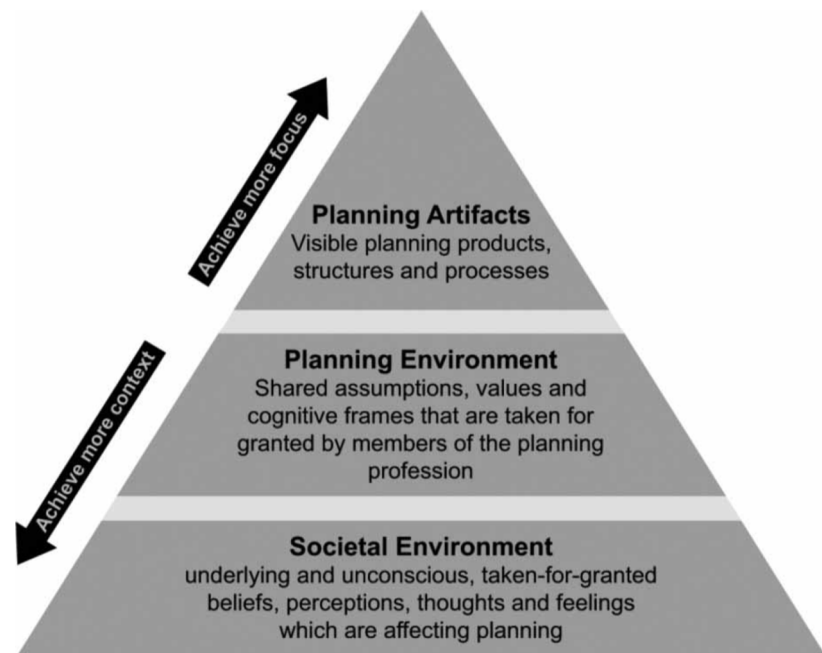 Achieve more focus
Planning Artifacts
Visible planning products,
structures and processes
Achieve more context
Planning Environment
Shared assumptions, values and
cognitive frames that are taken for
granted by members of the planning
profession
Societal Environment
underlying and unconscious, taken-for-granted
beliefs, perceptions, thoughts and feelings
which are affecting planning